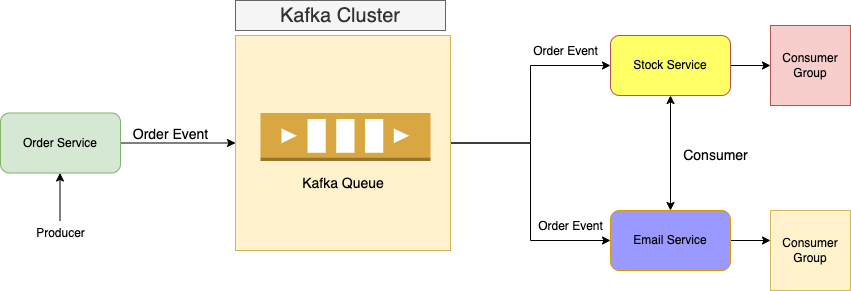 Kafka Cluster
Order Service
Producer
Order Event
Kafka Queue
Order Event
Stock Service
Consumer
Group
Consumer
Order Event
Email Service
Consumer
Group